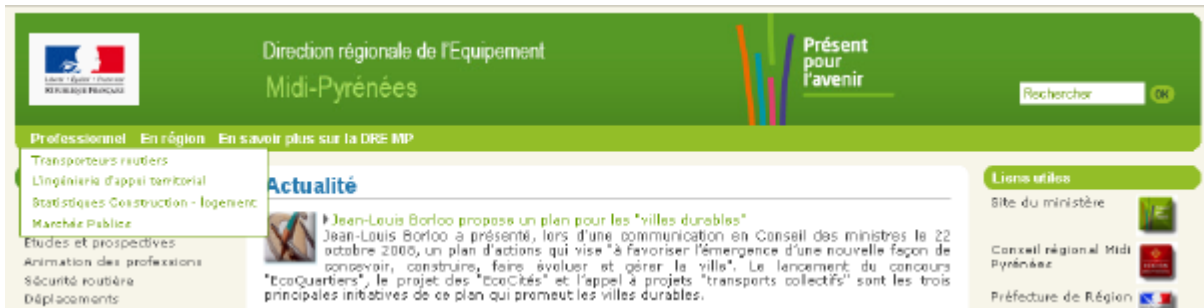 Liberté • Égalité • Fraternité
RÉPUBLIQUE FRANÇAISE
Direction régionale de l'Equipement
Midi-Pyrénées
Présent
pour
l'avenir
Rechercher OK
Professionnel En région En savoir plus sur la DRE MP
Transporteurs routiers
L'ingénierie d'appui territorial
Statistiques Construction - logement
Marchés Publics
Etudes et prospectives
Animation des professions
Sécurité routière
Déplacements
Actualité
Jean-Louis Borloo propose un plan pour les "villes durables"
Jean-Louis Borloo a présenté, lors d'une communication en Conseil des ministres le 22
octobre 2008, un plan d'actions qui vise "à favoriser l'émergence d'une nouvelle façon de
concevoir, construire, faire évoluer et gérer la ville". Le lancement du concours
"EcoQuartiers", le projet des "EcoCités" et l'appel à projets "transports collectifs" sont les trois
principales initiatives de ce plan qui promeut les villes durables.
Liens utiles
Site du ministère
Conseil régional Midi
Pyrénées
Préfecture de Région